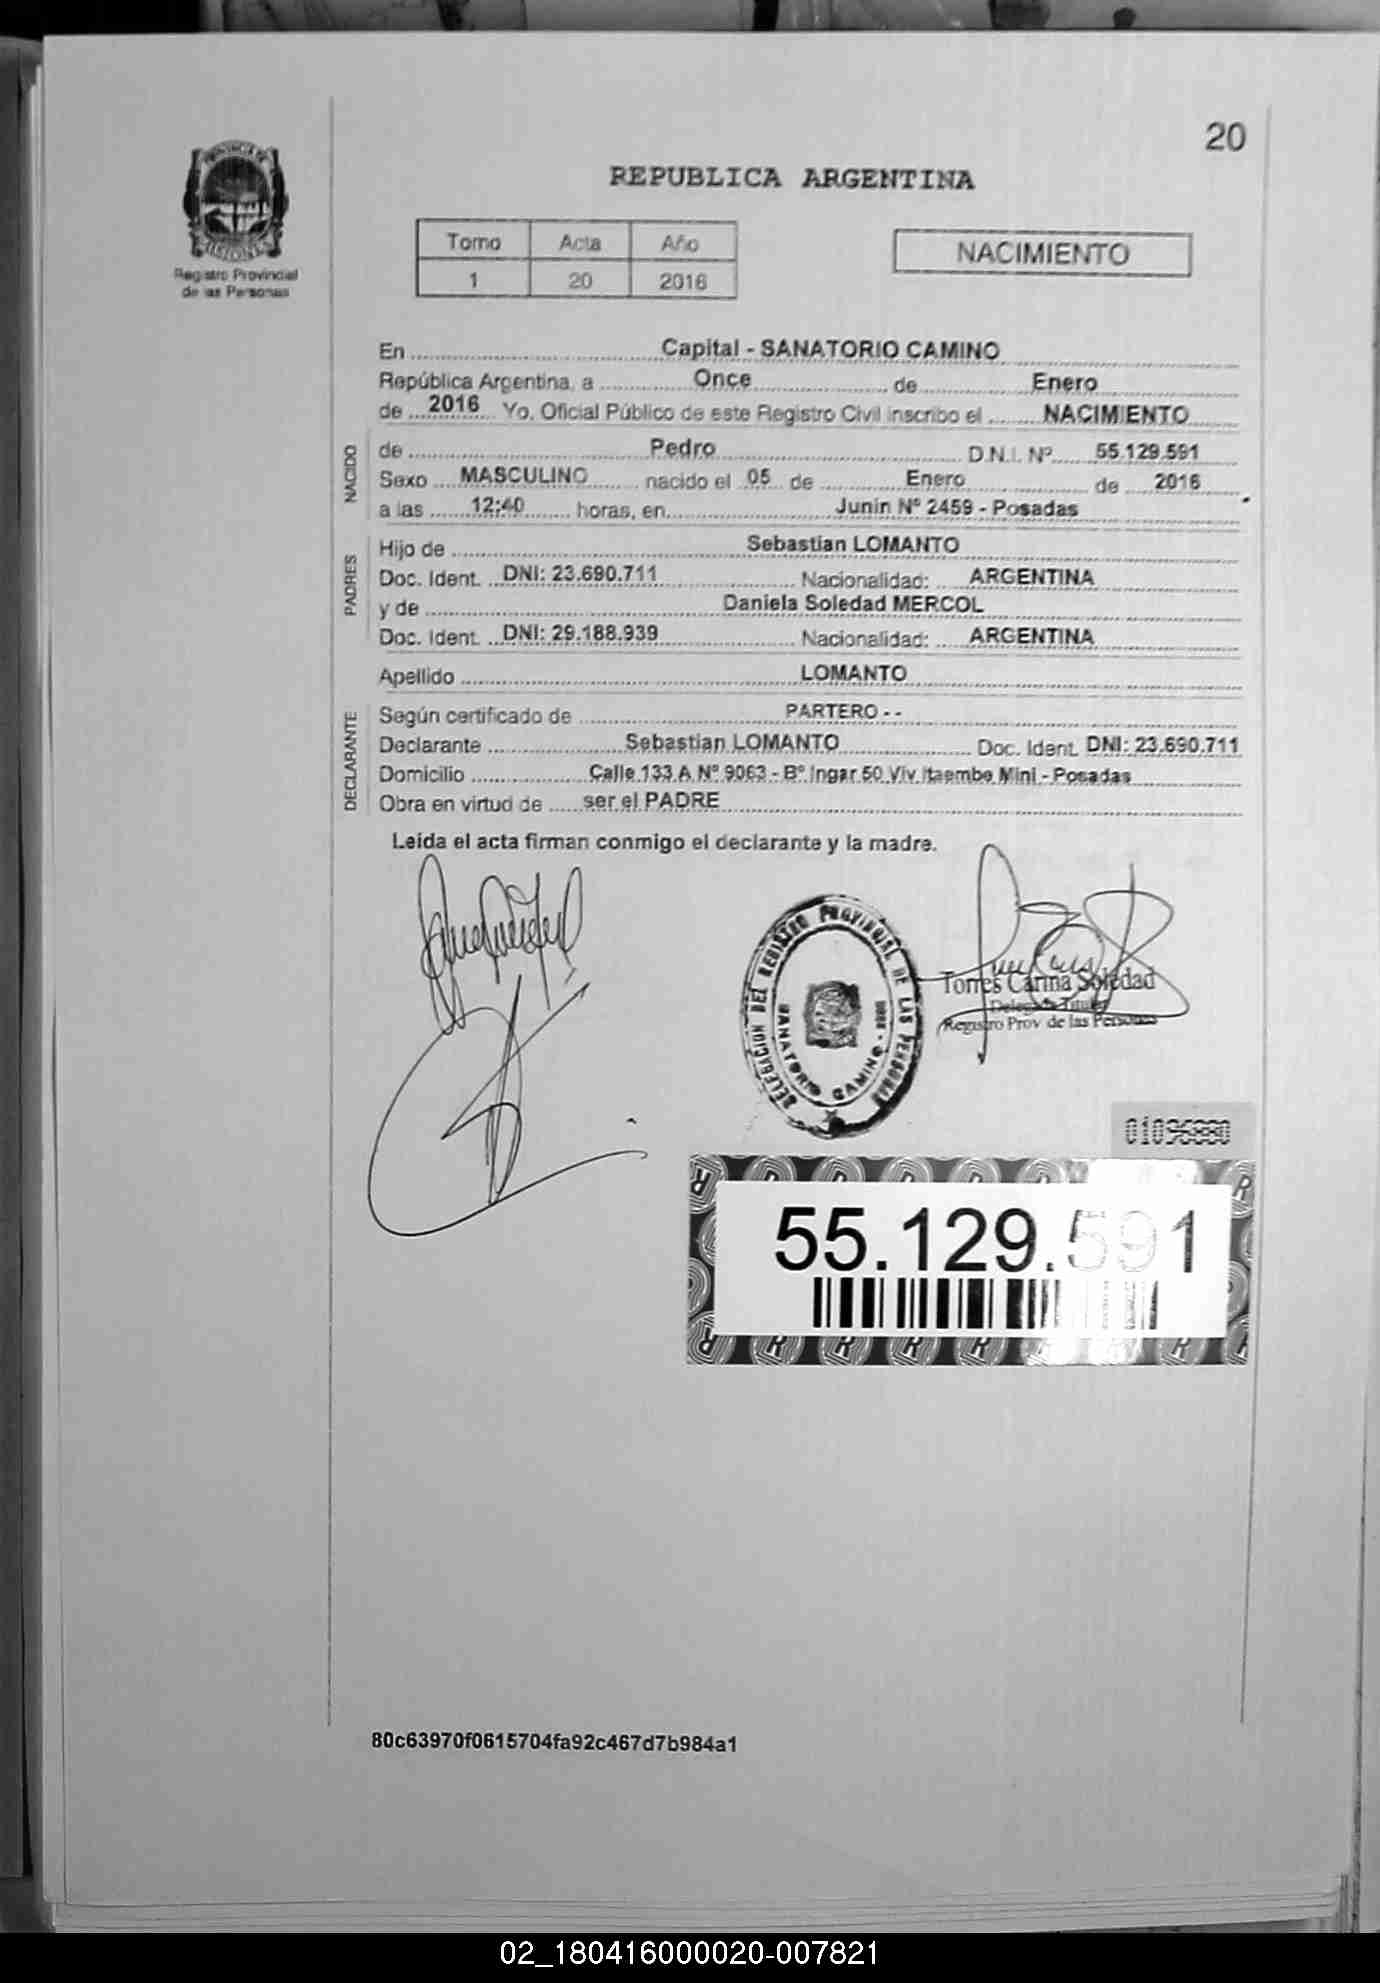 20
PROVINCIA DE
MISIONES
Registro Provincial
de las Personas
REPUBLICA ARGENTINA
Tomo Acta Año
1 20 2016
NACIMIENTO
En Capital - SANATORIO CAMINO
República Argentina, a Once de Enero
de 2016 Yo, Oficial Público de este Registro Civil inscribo el NACIMIENTO
NACIDO
de Pedro D.N.I. Nº 55.129.591
Sexo MASCULINO nacido el 05 de Enero de 2016
a las 12:40 horas, en Junin Nº 2459 - Posadas
PADRES
Hijo de Sebastian LOMANTO
Doc. Ident. DNI: 23.690.711 Nacionalidad: ARGENTINA
y de Daniela Soledad MERCOL
Doc. Ident. DNI: 29.188.939 Nacionalidad: ARGENTINA
Apellido LOMANTO
DECLARANTE
Según certificado de PARTERO - -
Declarante Sebastian LOMANTO Doc. Ident. DNI: 23.690.711
Domicilio Calle 133 A Nº 9063 - Bº Ingar 50 Viv Itaembe Mini - Posadas
Obra en virtud de ser el PADRE
Leida el acta firman conmigo el declarante y la madre.
DELEGACION DEL REGISTRO PROVINCIAL DE LAS PERSONAS
SANATORIO CAMINO
Torres Carina Soledad
Delegada Titular
Registro Prov de las Personas
01096880
55.129.591
80c63970f0615704fa92c467d7b984a1
02_180416000020-007821